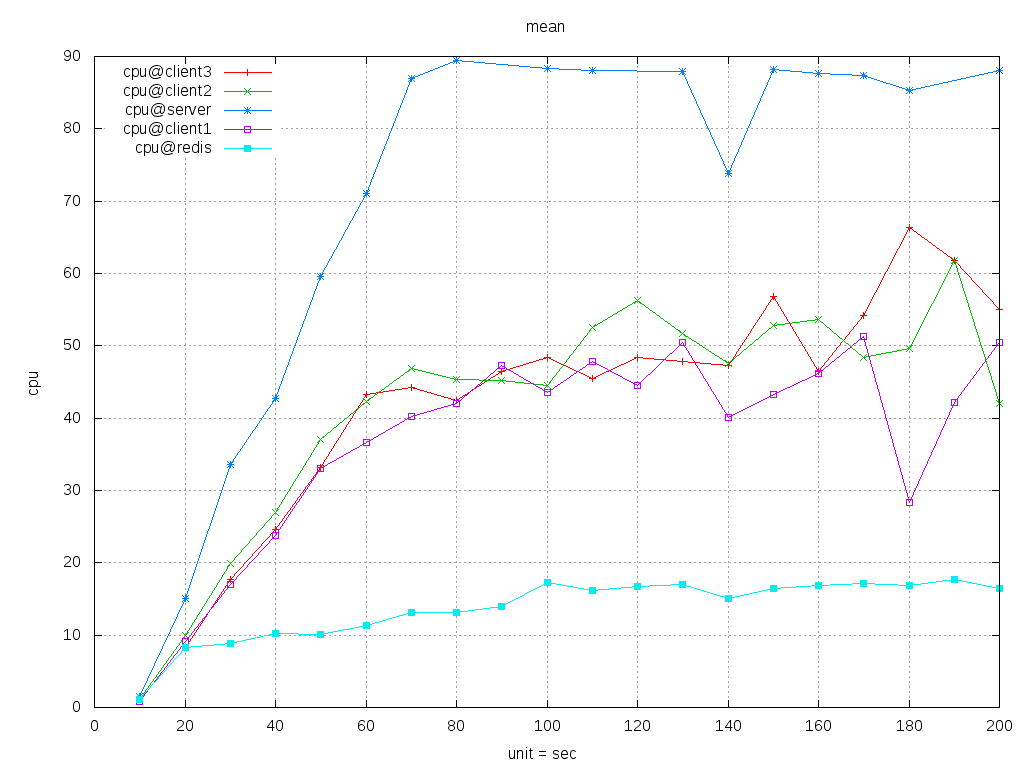 mean
cpu@client3
cpu@client2
cpu@server
cpu@client1
cpu@redis
90
80
70
60
50
40
30
20
10
0
cpu
0 20 40 60 80 100 120 140 160 180 200
unit = sec